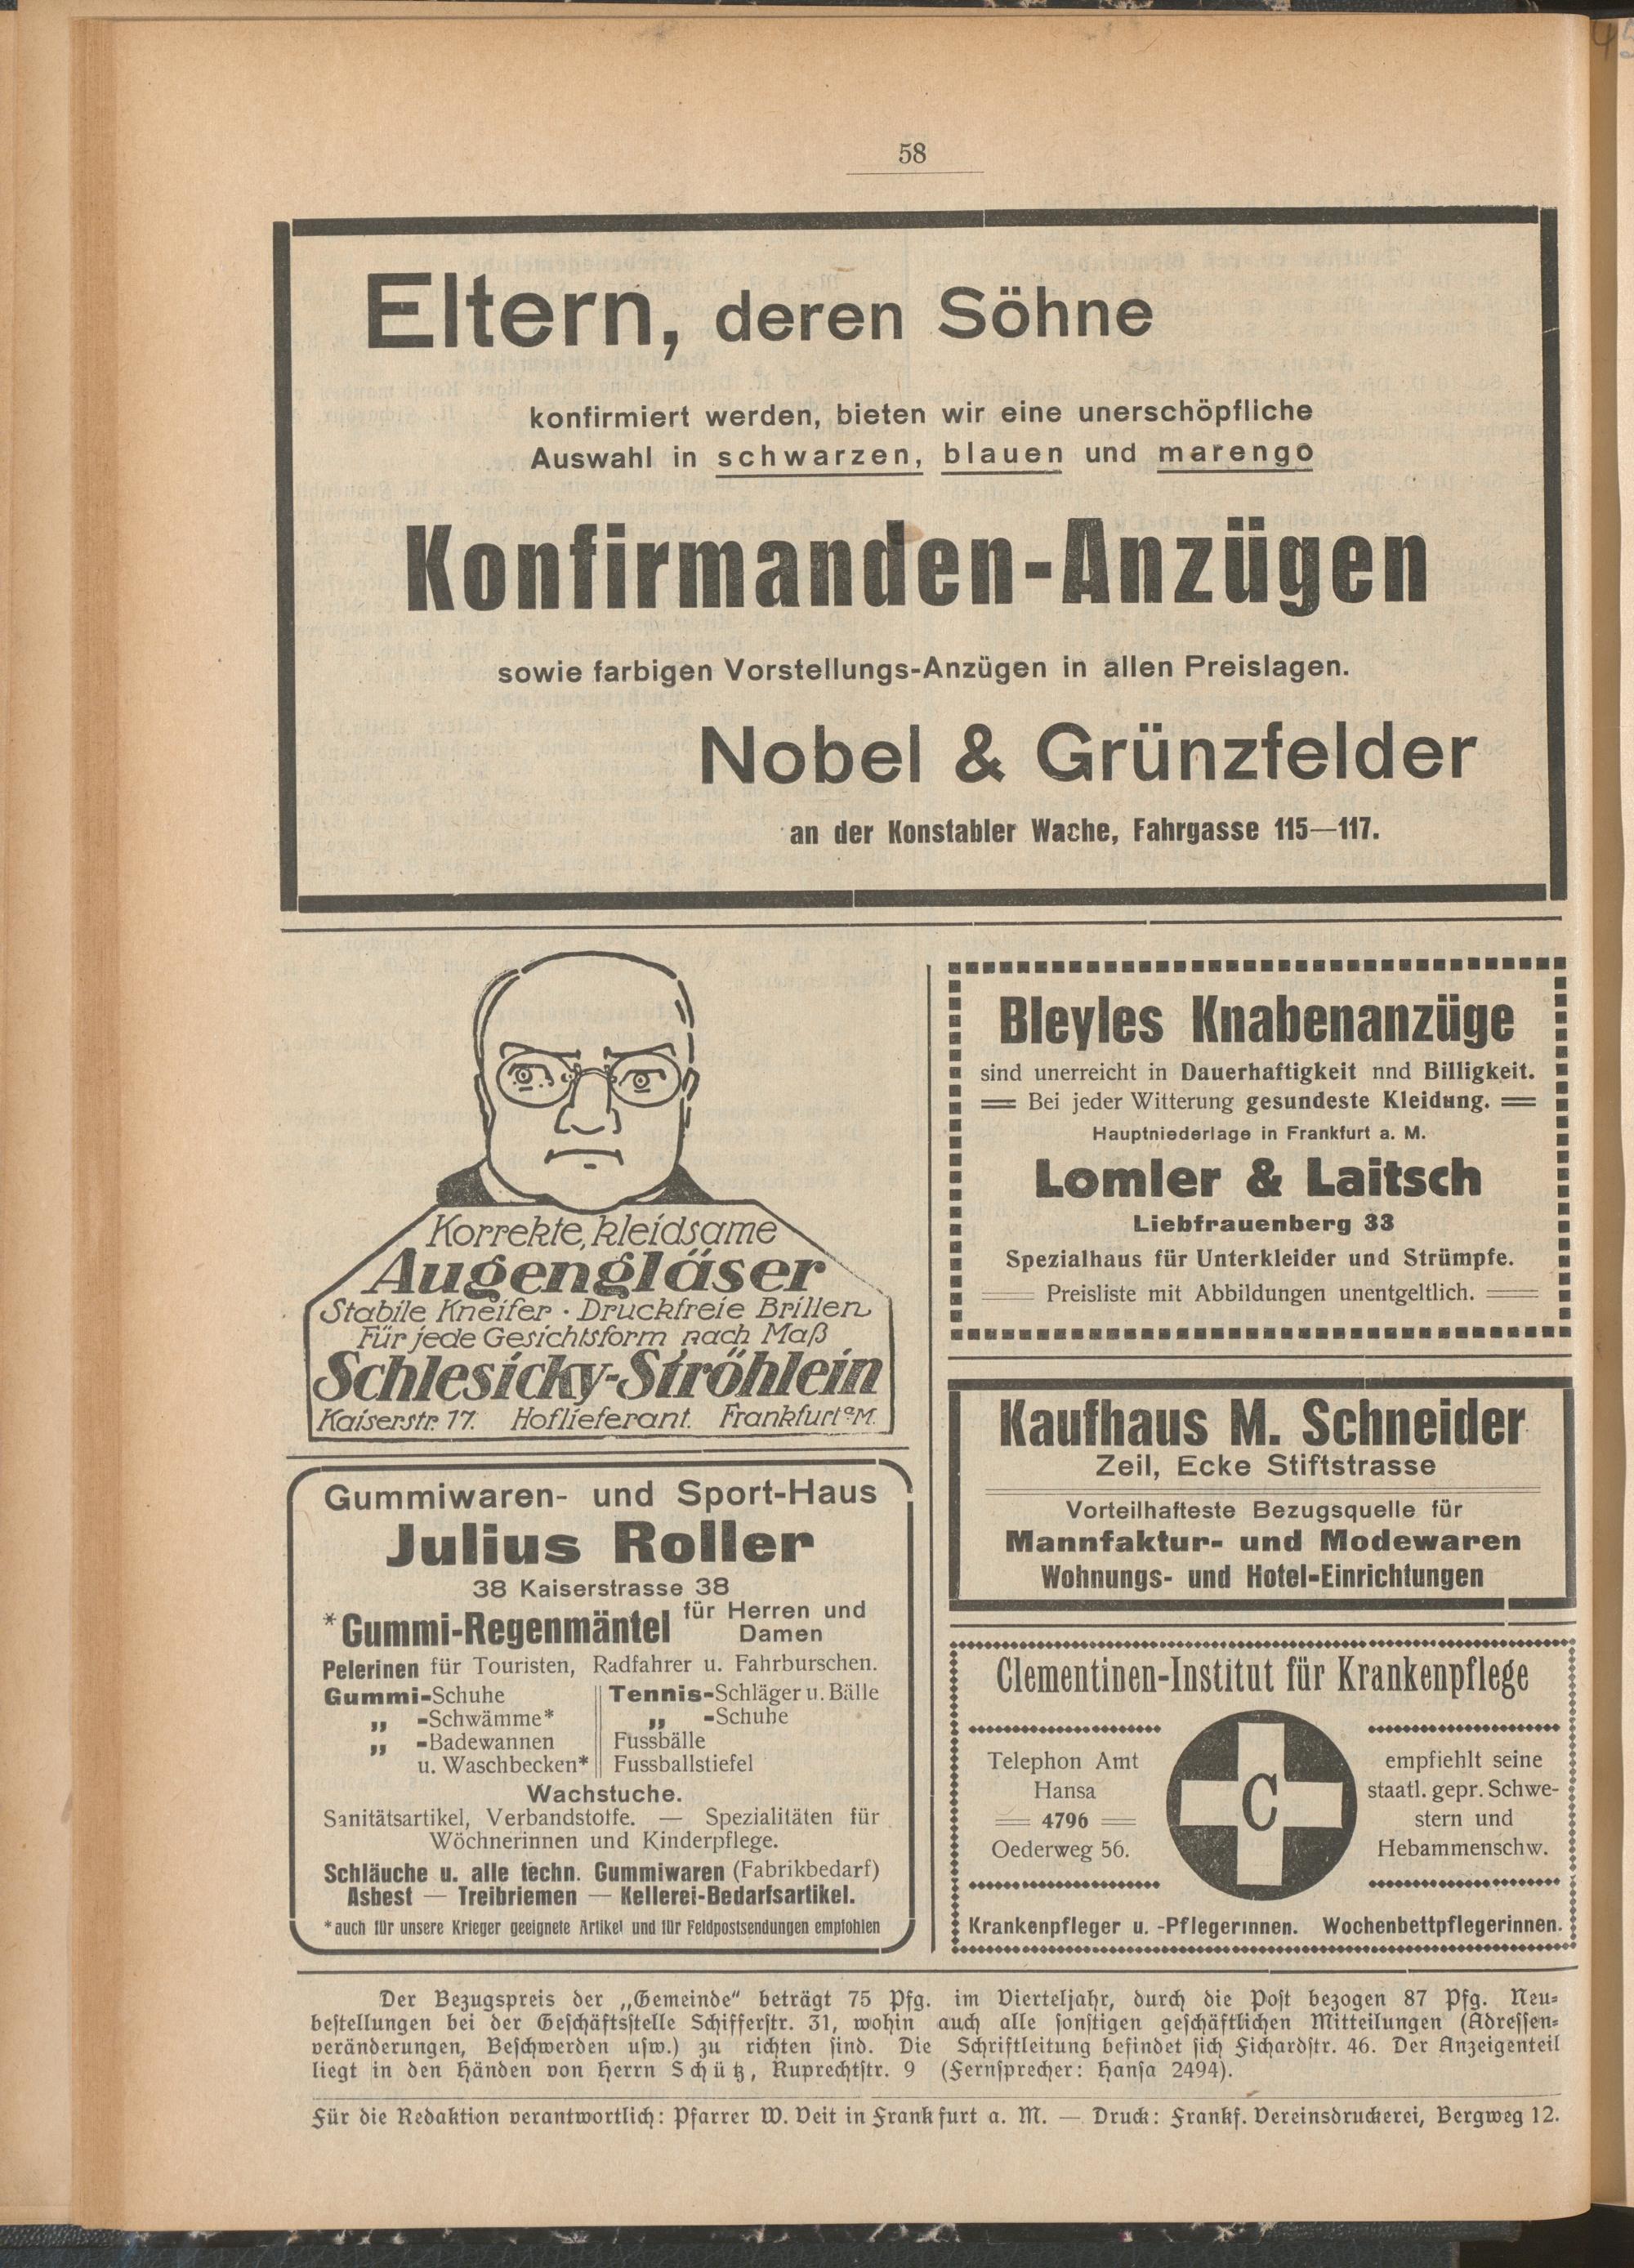 58
Eltern, deren Söhne
konfirmiert werden, bieten wir eine unerschöpfliche
Auswahl in schwarzen, blauen und marengo
Konfirmanden-Anzügen
sowie farbigen Vorstellungs-Anzügen in allen Preislagen.
Nobel & Grünzfelder
an der Konstabler Wache, Fahrgasse 115—117.
Korrekte, kleidsame
Augengläser
Stabile Kneifer · Druckfreie Brillen
Für jede Gesichtsform nach Maß
Schlesicky-Ströhlein
Kaiserstr. 17. Hoflieferant. Frankfurt a/M.
Gummiwaren- und Sport-Haus
Julius Roller
38 Kaiserstrasse 38
*Gummi-Regenmäntel für Herren und
Damen
Pelerinen für Touristen, Radfahrer u. Fahrburschen.
Gummi-Schuhe
„ -Schwämme*
„ -Badewannen
u. Waschbecken*
Tennis-Schläger u. Bälle
„ -Schuhe
Fussbälle
Fussballstiefel
Wachstuche.
Sanitätsartikel, Verbandstoffe. — Spezialitäten für
Wöchnerinnen und Kinderpflege.
Schläuche u. alle techn. Gummiwaren (Fabrikbedarf)
Asbest — Treibriemen — Kellerei-Bedarfsartikel.
*auch für unsere Krieger geeignete Artikel und für Feldpostsendungen empfohlen
Bleyles Knabenanzüge
sind unerreicht in Dauerhaftigkeit nnd Billigkeit.
Bei jeder Witterung gesundeste Kleidung.
Hauptniederlage in Frankfurt a. M.
Lomler & Laitsch
Liebfrauenberg 33
Spezialhaus für Unterkleider und Strümpfe.
Preisliste mit Abbildungen unentgeltlich.
Kaufhaus M. Schneider
Zeil, Ecke Stiftstrasse
Vorteilhafteste Bezugsquelle für
Mannfaktur- und Modewaren
Wohnungs- und Hotel-Einrichtungen
Clementinen-Institut für Krankenpflege
Telephon Amt
Hansa
4796
Oederweg 56.
C
empfiehlt seine
staatl. gepr. Schwe-
stern und
Hebammenschw.
Krankenpfleger u. -Pflegerinnen. Wochenbettpflegerinnen.
Der Bezugspreis der „Gemeinde" beträgt 75 Pfg. im Vierteljahr, durch die Post bezogen 87 Pfg. Neu-
bestellungen bei der Geschäftsstelle Schifferstr. 31, wohin auch alle sonstigen geschäftlichen Mitteilungen (Adressen-
veränderungen, Beschwerden usw.) zu richten sind. Die Schriftleitung befindet sich Fichardstr. 46. Der Anzeigenteil
liegt in den Händen von Herrn Schütz, Ruprechtstr. 9 (Fernsprecher: Hansa 2494).
Für die Redaktion verantwortlich: Pfarrer W. Veit in Frankfurt a. M. — Druck: Frankf. Vereinsdruckerei, Bergweg 12.